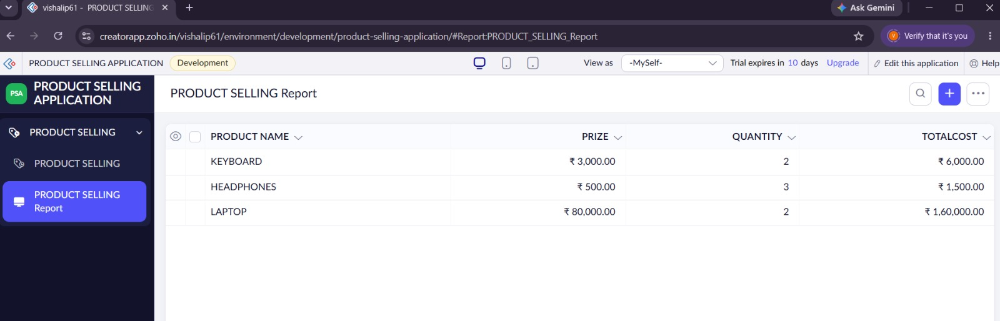 vishalip61 - PRODUCT SELLING
Ask Gemini
creatorapp.zoho.in/vishalip61/environment/development/product-selling-application/#Report:PRODUCT_SELLING_Report
V
Verify that it's you
PRODUCT SELLING APPLICATION Development View as -MySelf- Trial expires in 10 days Upgrade Edit this application Help
PSA
PRODUCT SELLING
APPLICATION
PRODUCT SELLING
PRODUCT SELLING
PRODUCT SELLING
Report
PRODUCT SELLING Report
PRODUCT NAME PRIZE QUANTITY TOTALCOST
KEYBOARD ₹ 3,000.00 2 ₹ 6,000.00
HEADPHONES ₹ 500.00 3 ₹ 1,500.00
LAPTOP ₹ 80,000.00 2 ₹ 1,60,000.00